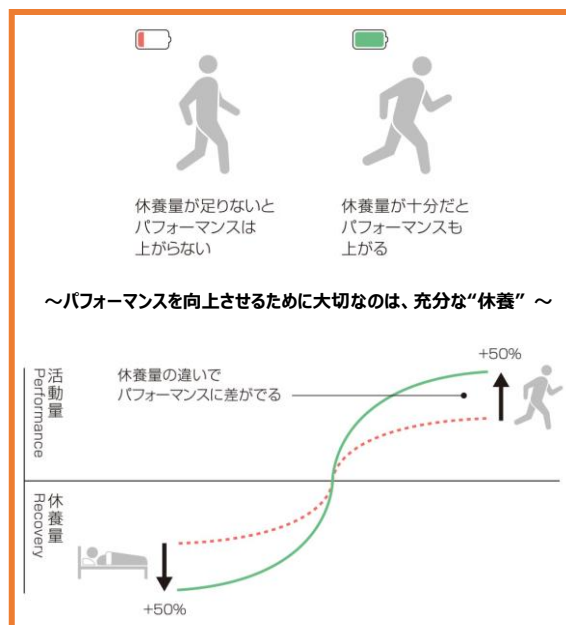 休養量が足りないと
パフォーマンスは
上がらない
休養量が十分だと
パフォーマンスも
上がる
～パフォーマンスを向上させるために大切なのは、充分な“休養” ～
+50%
活動量
Performance
休養量の違いで
パフォーマンスに差がでる
休養量
Recovery
+50%